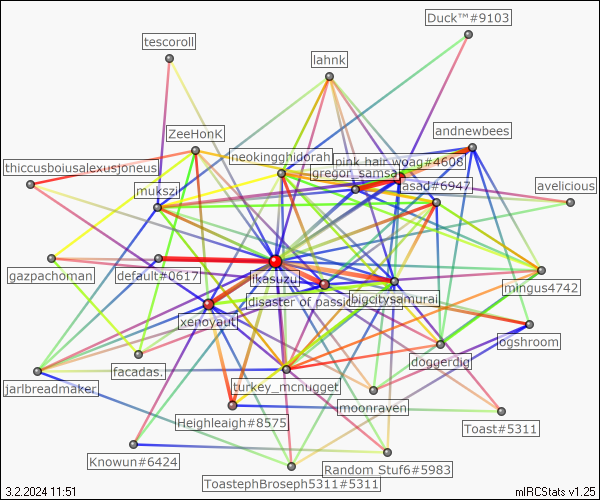 Duck™#9103
tescoroll
lahnk
andnewbees
ZeeHonK
neokingghidorah
pink hair woag#4608
thiccusboiusalexusjoneus
gregor_samsa
asad#6947
mukszi
avelicious
gazpachoman
default#0617
ikasuzu
mingus4742
disaster of passion
bigcitysamurai
xenoyaut
ogshroom
facadas.
doggerdig
jarlbreadmaker
turkey_mcnugget
moonraven
Heighleaigh#8575
Toast#5311
Knowun#6424
Random Stuf6#5983
ToastephBroseph5311#5311
3.2.2024 11:51
mIRCStats v1.25